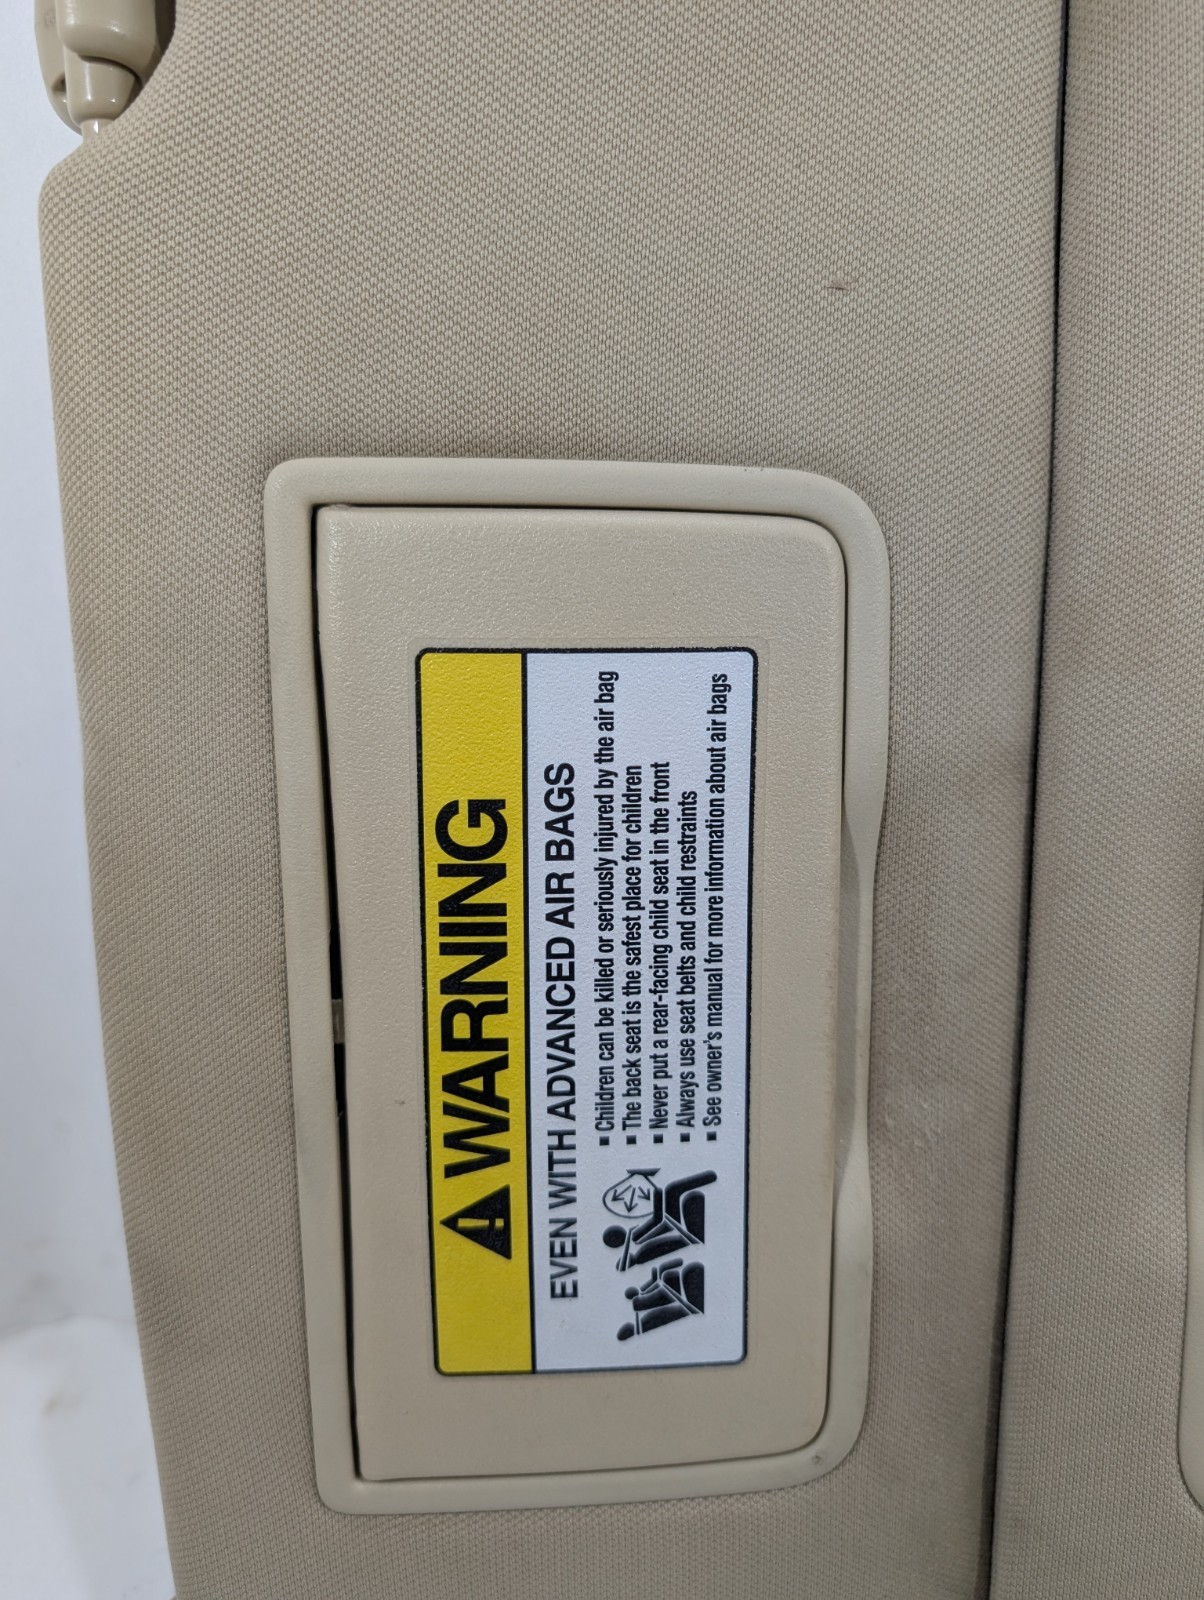 WARNING
EVEN WITH ADVANCED AIR BAGS
▪ Children can be killed or seriously injured by the air bag
▪ The back seat is the safest place for children
▪ Never put a rear-facing child seat in the front
▪ Always use seat belts and child restraints
▪ See owner's manual for more information about air bags